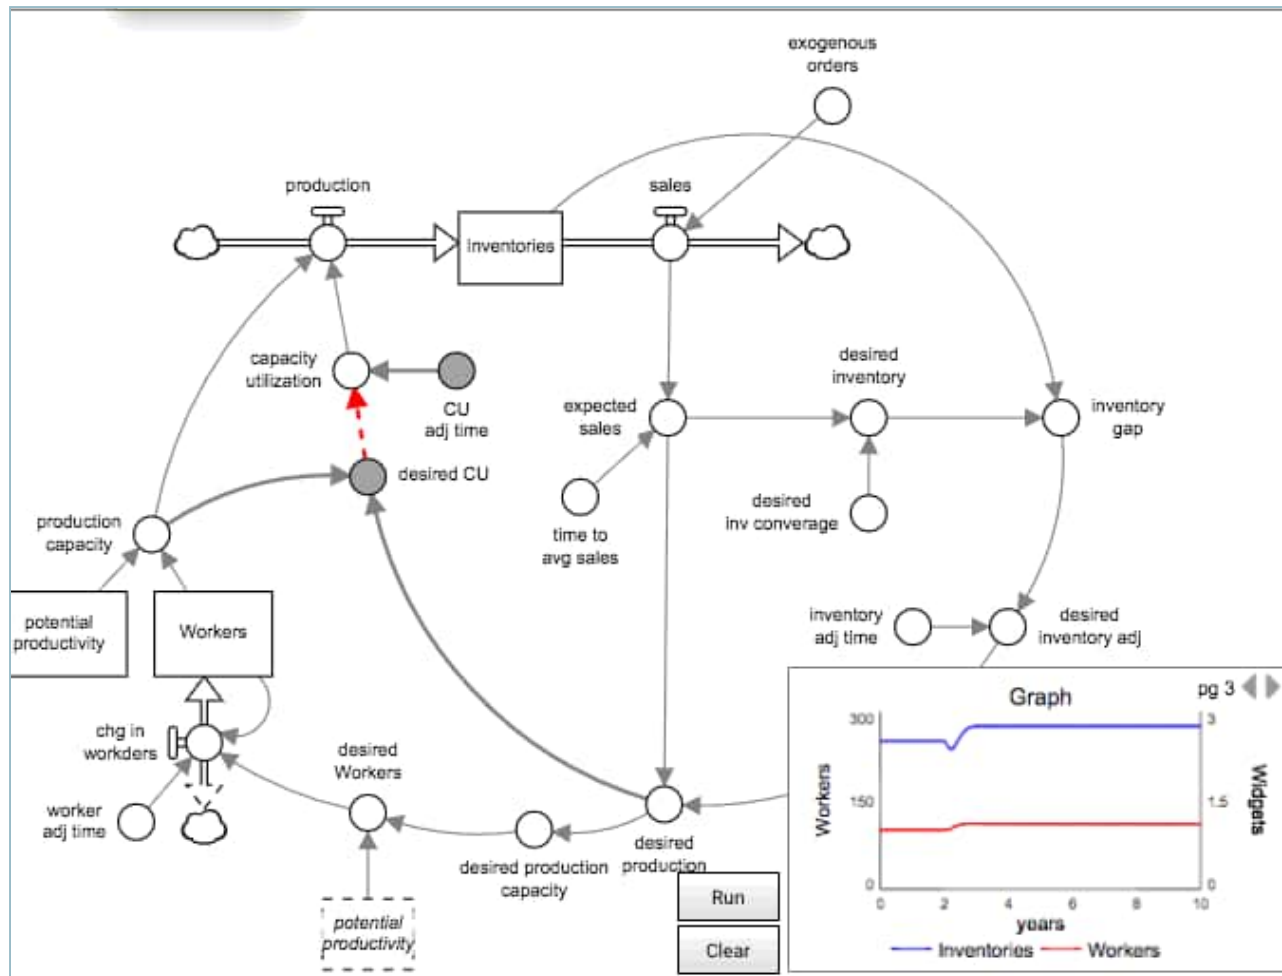 exogenous
orders
production
sales
Inventories
capacity
utilization
CU
adj time
desired
inventory
expected
sales
inventory
gap
desired CU
desired
inv converage
time to
avg sales
production
capacity
potential
productivity
Workers
inventory
adj time
desired
inventory adj
chg in
workders
desired
Workers
worker
adj time
desired production
capacity
desired
production
potential
productivity
Run
Clear
Graph
pg 3
300
150
0
Workers
3
1.5
0
Widgets
0 2 4 6 8 10
years
Inventories Workers